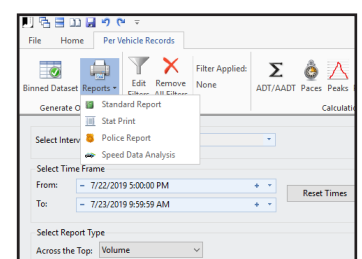 File Home Per Vehicle Records
Binned Dataset Reports Edit Filters Remove All Filters Filter Applied: None ADT/AADT Paces Peaks
Generate Calculatio
Standard Report
Stat Print
Police Report
Speed Data Analysis
Select Interv
Select Time Frame
From: - 7/22/2019 5:00:00 PM +
Reset Times
To: - 7/23/2019 9:59:59 AM +
Select Report Type
Across the Top: Volume